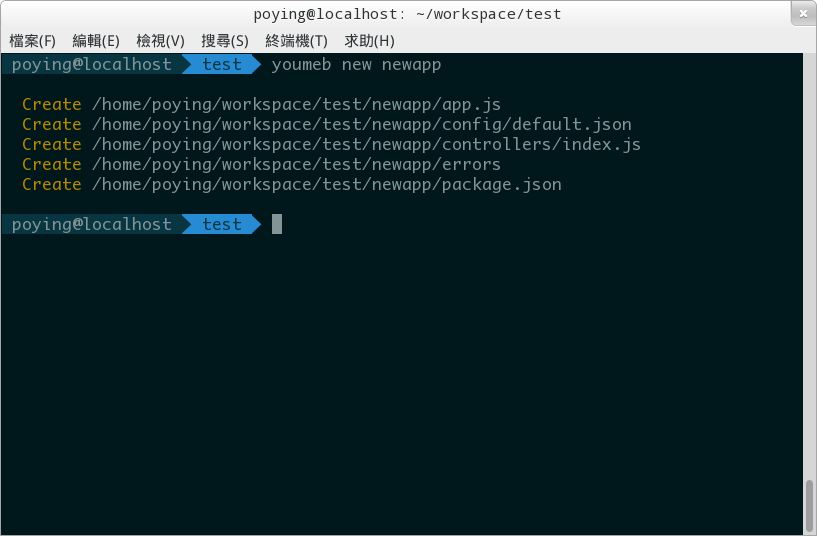 poying@localhost: ~/workspace/test
檔案(F) 編輯(E) 檢視(V) 搜尋(S) 終端機(T) 求助(H)
poying@localhost test youmeb new newapp
Create /home/poying/workspace/test/newapp/app.js
Create /home/poying/workspace/test/newapp/config/default.json
Create /home/poying/workspace/test/newapp/controllers/index.js
Create /home/poying/workspace/test/newapp/errors
Create /home/poying/workspace/test/newapp/package.json
poying@localhost test